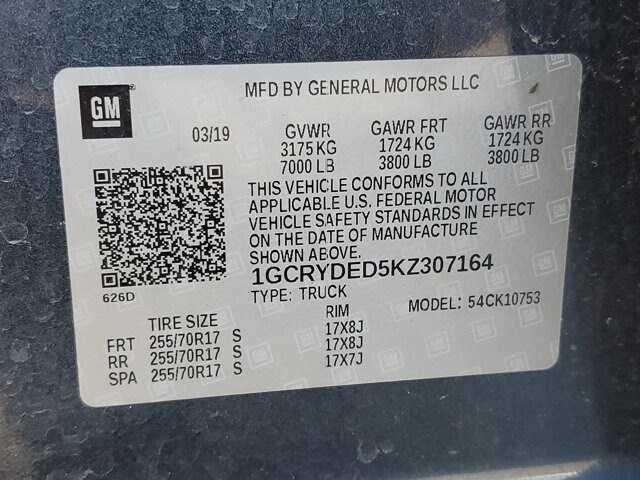 GM
MFD BY GENERAL MOTORS LLC
03/19 GVWR GAWR FRT GAWR RR
3175 KG 1724 KG 1724 KG
7000 LB 3800 LB 3800 LB
THIS VEHICLE CONFORMS TO ALL
APPLICABLE U.S. FEDERAL MOTOR
VEHICLE SAFETY STANDARDS IN EFFECT
ON THE DATE OF MANUFACTURE
SHOWN ABOVE.
1GCRYDED5KZ307164
626D TYPE: TRUCK MODEL: 54CK10753
TIRE SIZE RIM
FRT 255/70R17 S 17X8J
RR 255/70R17 S 17X8J
SPA 255/70R17 S 17X7J